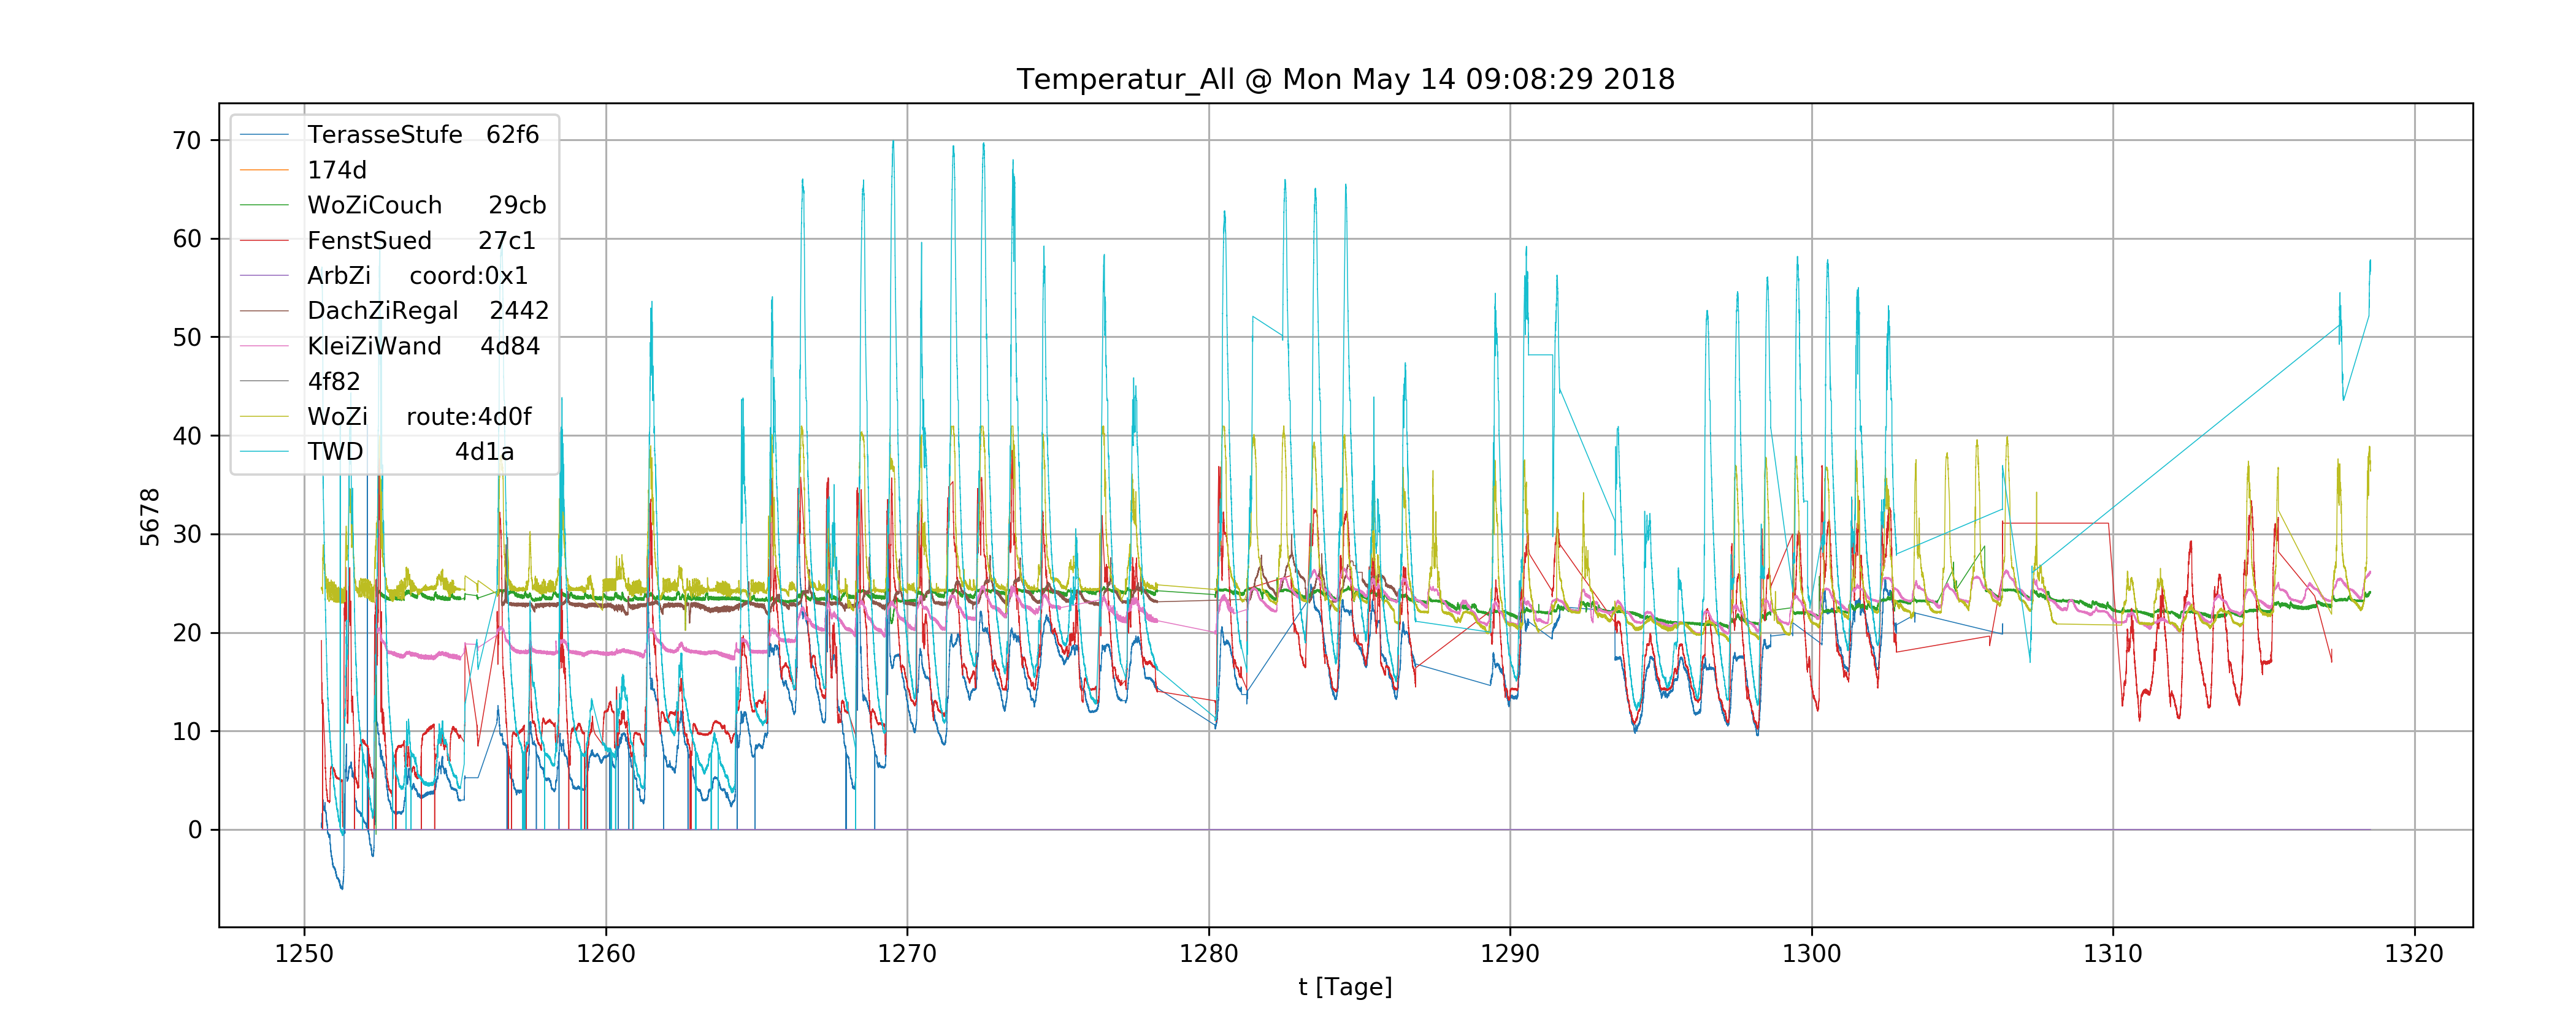 Temperatur_All @ Mon May 14 09:08:29 2018
70
60
50
40
30
20
10
0
5678
TerasseStufe 62f6
174d
WoZiCouch 29cb
FenstSued 27c1
ArbZi coord:0x1
DachZiRegal 2442
KleiZiWand 4d84
4f82
WoZi route:4d0f
TWD 4d1a
1250 1260 1270 1280 1290 1300 1310 1320
t [Tage]